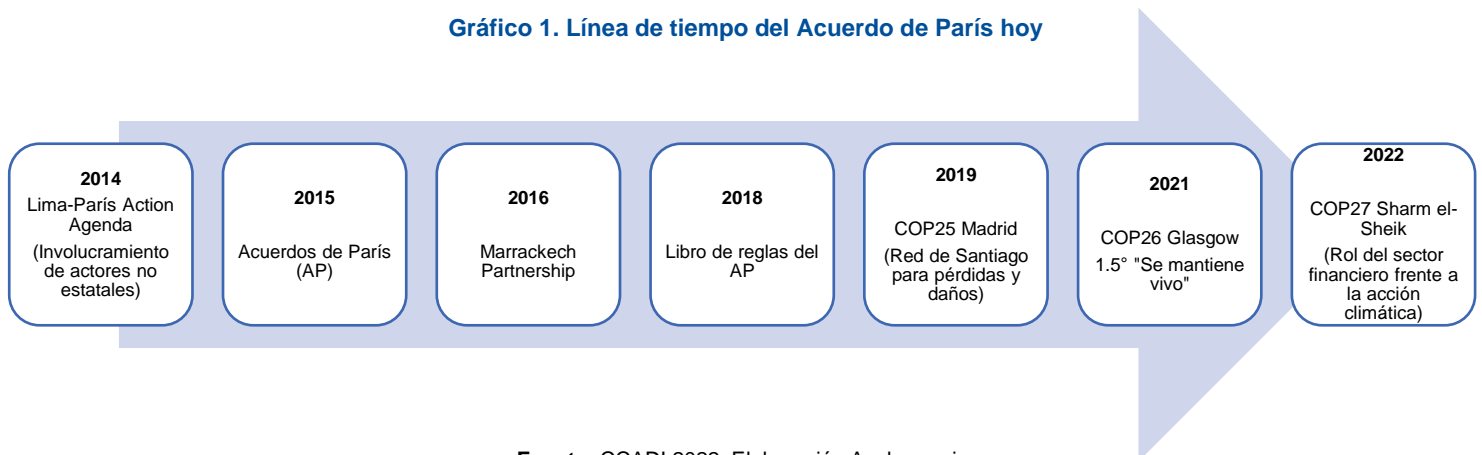 Gráfico 1. Línea de tiempo del Acuerdo de París hoy
2014
Lima-París Action
Agenda
(Involucramiento
de actores no
estatales)
2015
Acuerdos de París
(AP)
2016
Marrackech
Partnership
2018
Libro de reglas del
AP
2019
COP25 Madrid
(Red de Santiago
para pérdidas y
daños)
2021
COP26 Glasgow
1.5° "Se mantiene
vivo"
2022
COP27 Sharm el-
Sheik
(Rol del sector
financiero frente a
la acción
climática)